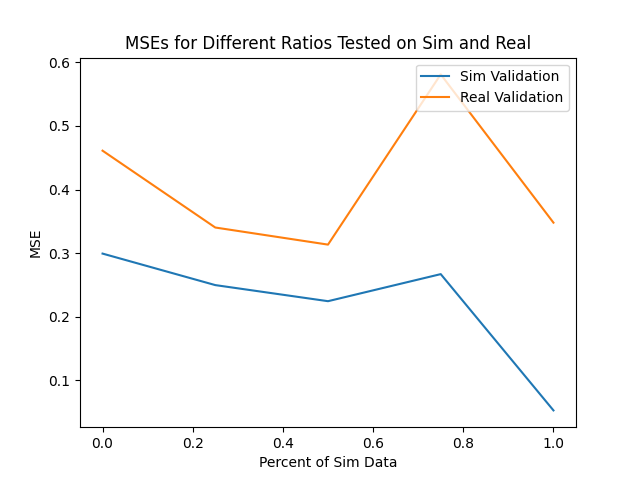 MSEs for Different Ratios Tested on Sim and Real
Sim Validation
Real Validation
0.6
0.5
0.4
0.3
0.2
0.1
MSE
0.0 0.2 0.4 0.6 0.8 1.0
Percent of Sim Data